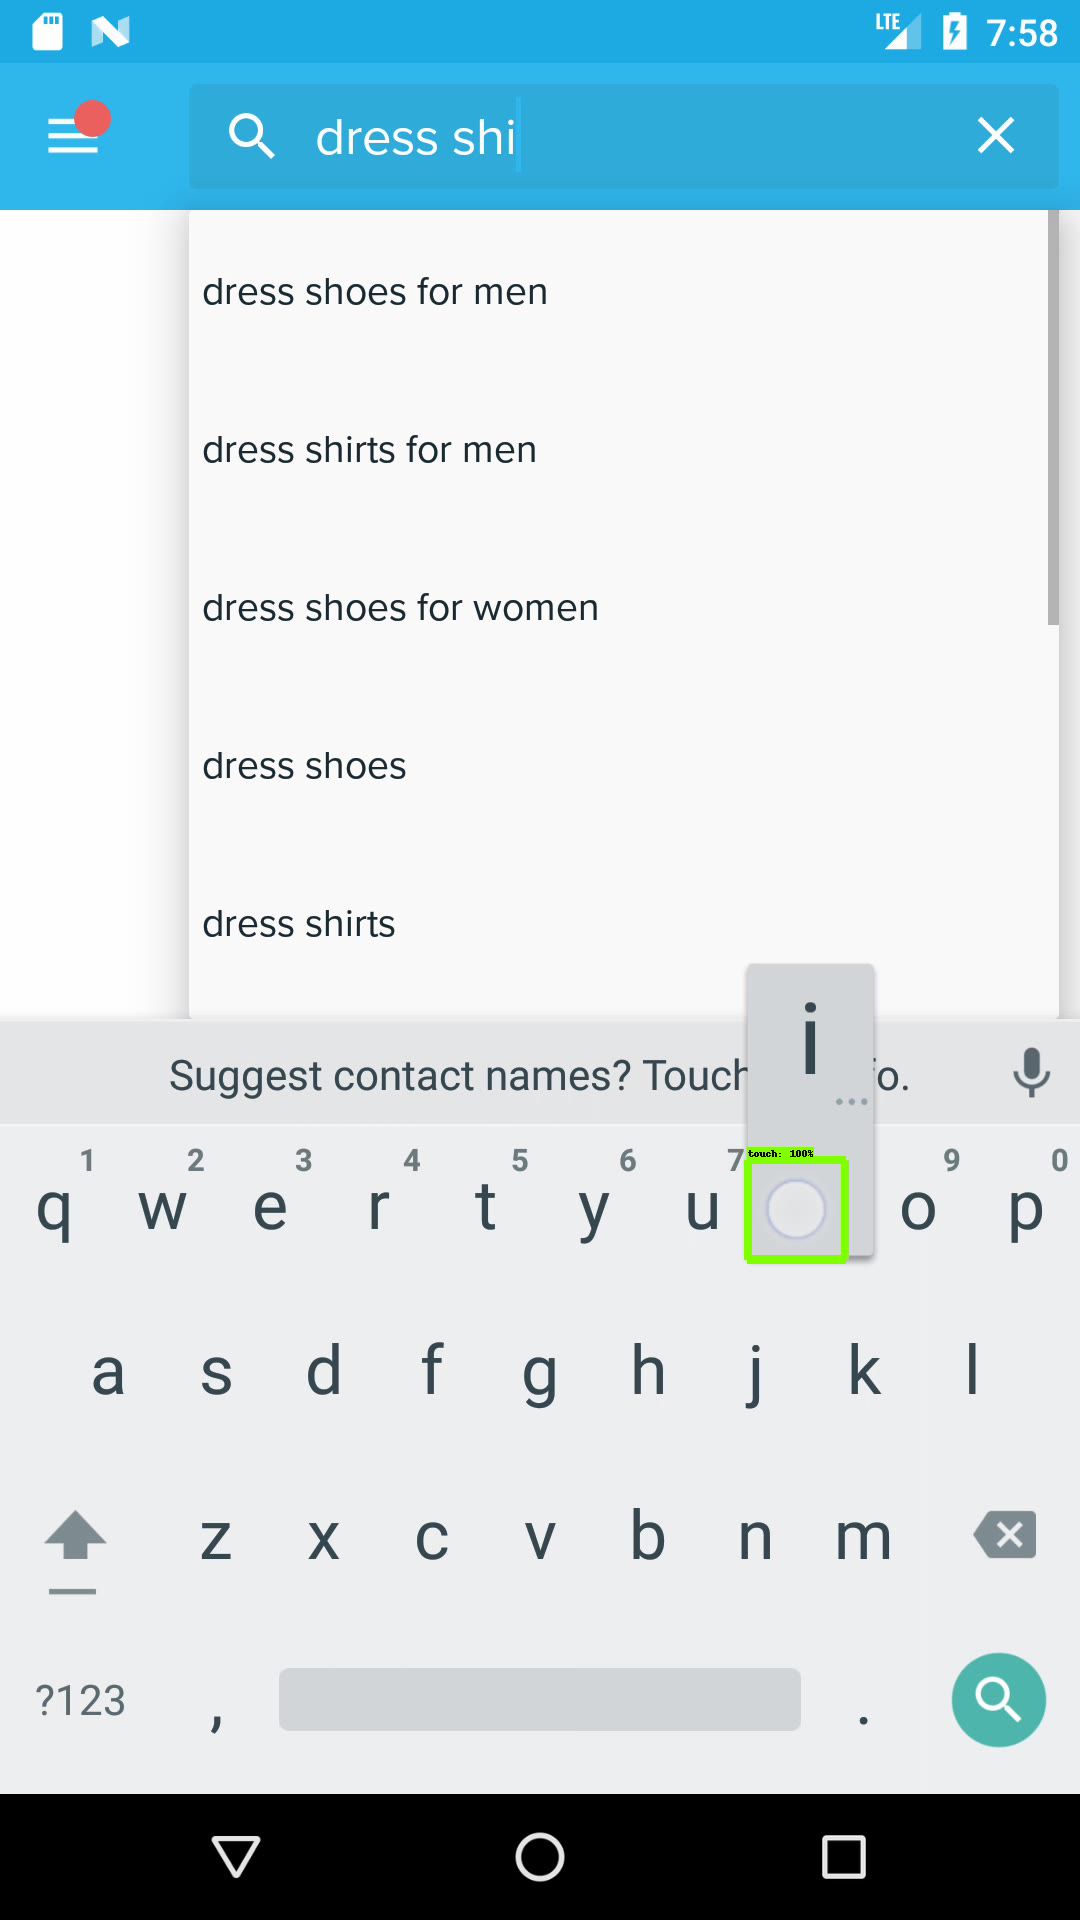 LTE 7:58
dress shi
dress shoes for men
dress shirts for men
dress shoes for women
dress shoes
dress shirts
i
Suggest contact names? Touch fo.
touch: 100%
1 2 3 4 5 6 7 9 0
q w e r t y u o p
a s d f g h j k l
z x c v b n m
?123 , .